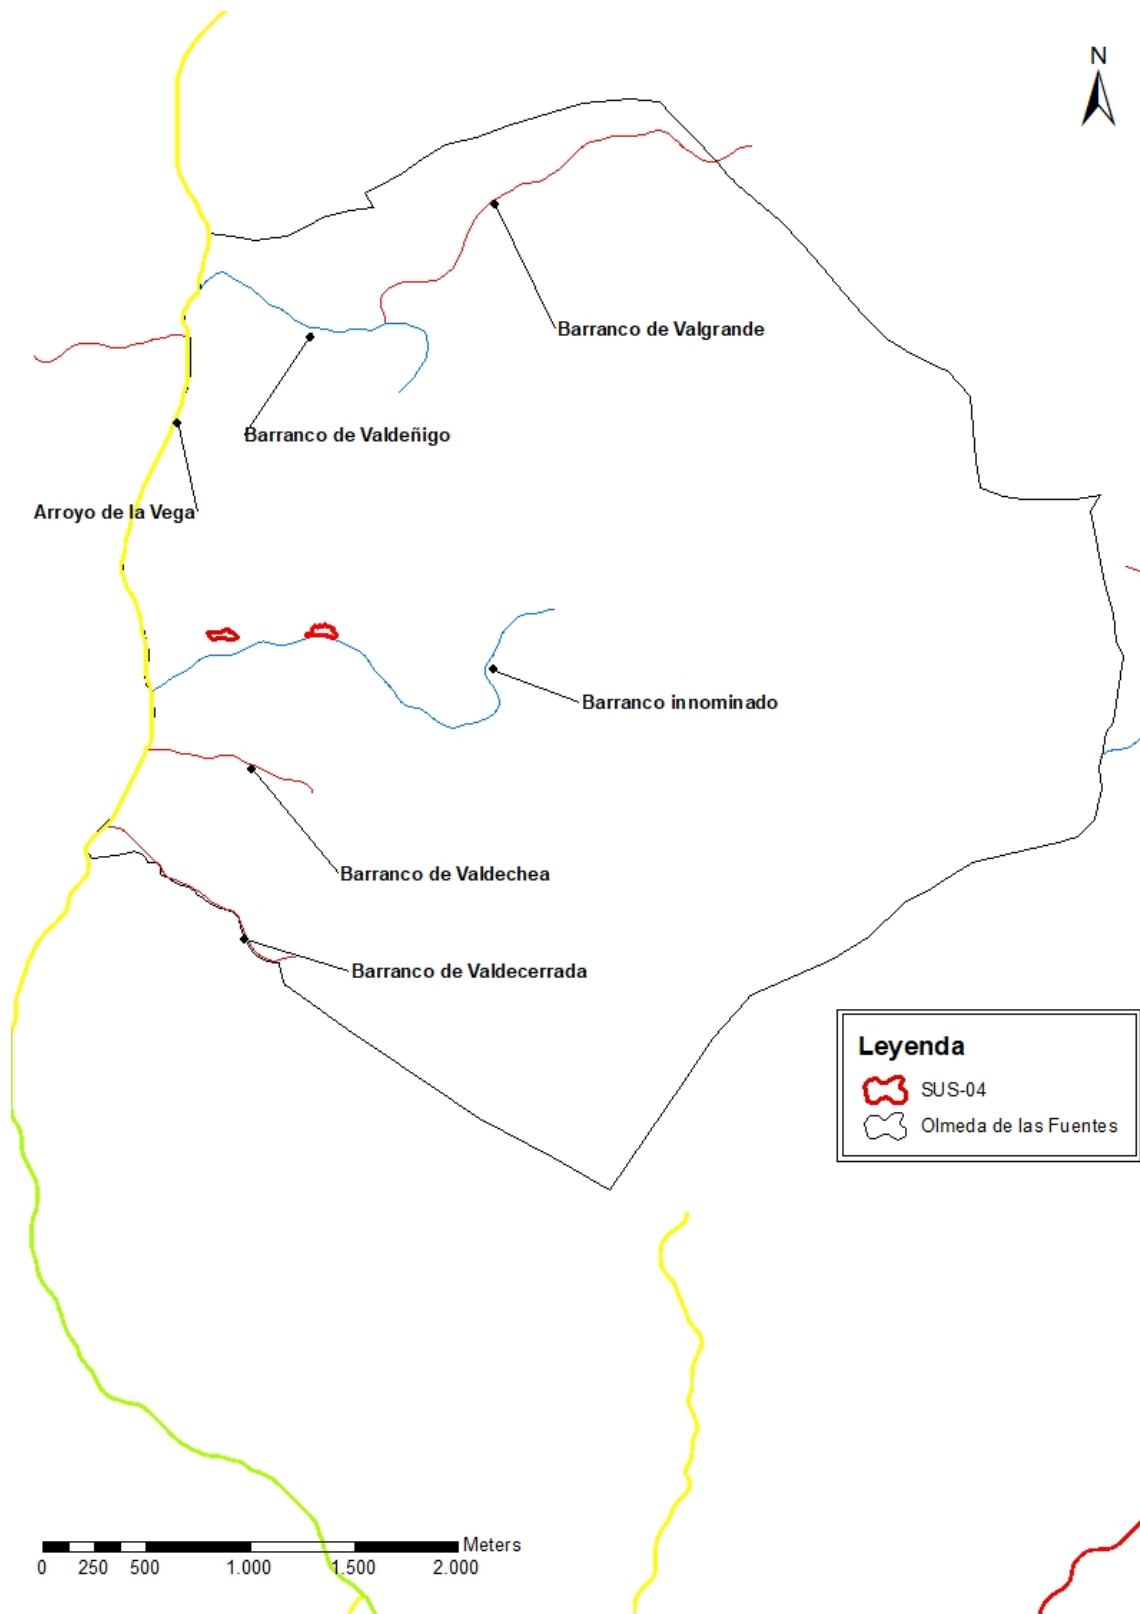 N
Barranco de Valgrande
Barranco de Valdeñigo
Arroyo de la Vega
Barranco innominado
Barranco de Valdechea
Barranco de Valdecerrada
Leyenda
SUS-04
Olmeda de las Fuentes
Meters
0 250 500 1.000 1.500 2.000